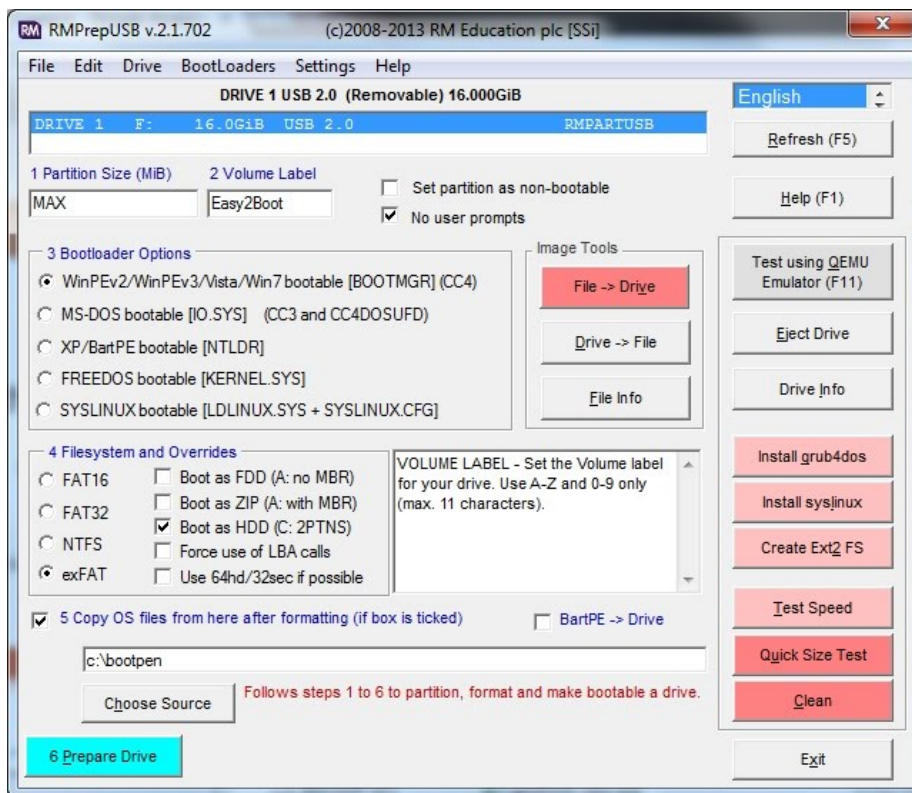 RM RMPrepUSB v.2.1.702 (c)2008-2013 RM Education plc [SSi] x
File Edit Drive BootLoaders Settings Help
DRIVE 1 USB 2.0 (Removable) 16.000GiB
English
DRIVE 1 F: 16.0GiB USB 2.0 RMPARTUSB
Refresh (F5)
1 Partition Size (MiB) 2 Volume Label
MAX Easy2Boot
Set partition as non-bootable
No user prompts
Help (F1)
3 Bootloader Options
WinPEv2/WinPEv3/Vista/Win7 bootable [BOOTMGR] (CC4)
MS-DOS bootable [IO.SYS] (CC3 and CC4DOSUFD)
XP/BartPE bootable [NTLDR]
FREEDOS bootable [KERNEL.SYS]
SYSLINUX bootable [LDLINUX.SYS + SYSLINUX.CFG]
Image Tools
File -> Drive
Drive -> File
File Info
Test using QEMU
Emulator (F11)
Eject Drive
Drive Info
4 Filesystem and Overrides
FAT16
FAT32
NTFS
exFAT
Boot as FDD (A: no MBR)
Boot as ZIP (A: with MBR)
Boot as HDD (C: 2PTNS)
Force use of LBA calls
Use 64hd/32sec if possible
VOLUME LABEL - Set the Volume label
for your drive. Use A-Z and 0-9 only
(max. 11 characters).
Install grub4dos
Install syslinux
Create Ext2 FS
Test Speed
Quick Size Test
Clean
5 Copy OS files from here after formatting (if box is ticked) BartPE -> Drive
c:\bootpen
Choose Source Follows steps 1 to 6 to partition, format and make bootable a drive.
6 Prepare Drive
Exit